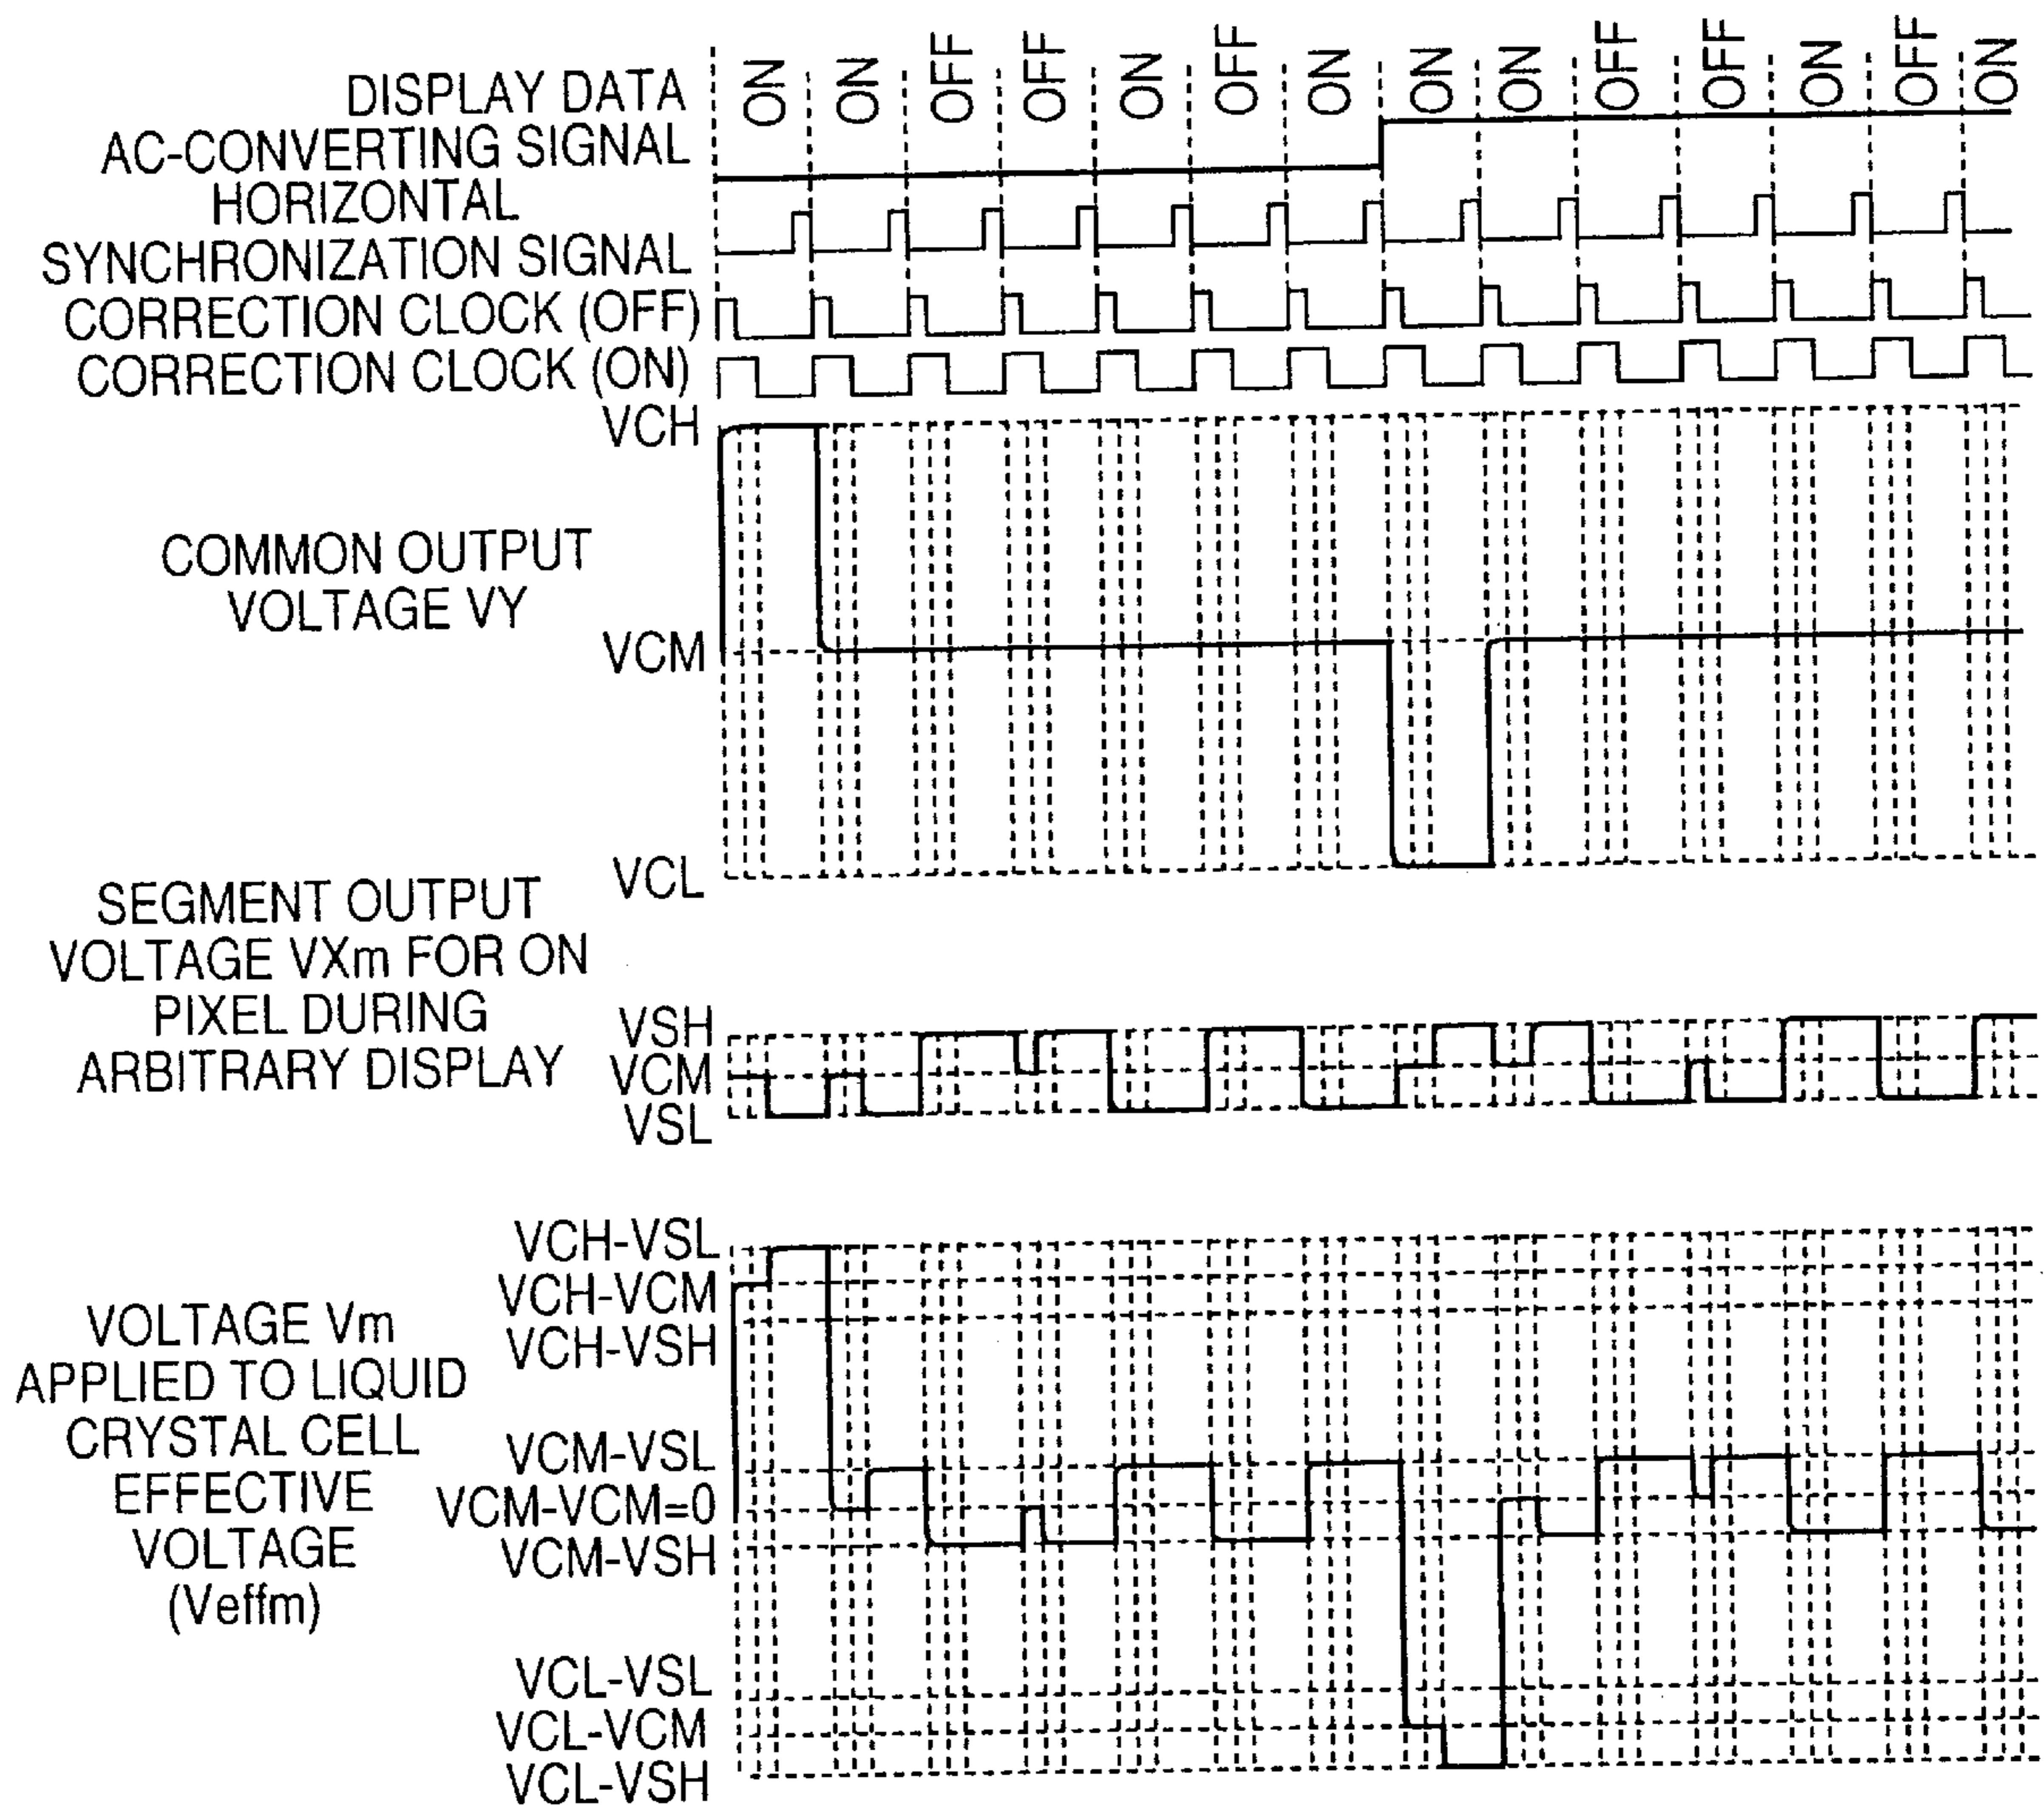 DISPLAY DATA ON ON OFF OFF ON OFF ON ON ON OFF OFF ON OFF ON
AC-CONVERTING SIGNAL
HORIZONTAL
SYNCHRONIZATION SIGNAL
CORRECTION CLOCK (OFF)
CORRECTION CLOCK (ON)
VCH
COMMON OUTPUT
VOLTAGE VY
VCM
VCL
SEGMENT OUTPUT
VOLTAGE VXm FOR ON
PIXEL DURING
ARBITRARY DISPLAY
VSH
VCM
VSL
VCH-VSL
VCH-VCM
VCH-VSH
VOLTAGE Vm
APPLIED TO LIQUID
CRYSTAL CELL
EFFECTIVE
VOLTAGE
(Veffm)
VCM-VSL
VCM-VCM=0
VCM-VSH
VCL-VSL
VCL-VCM
VCL-VSH